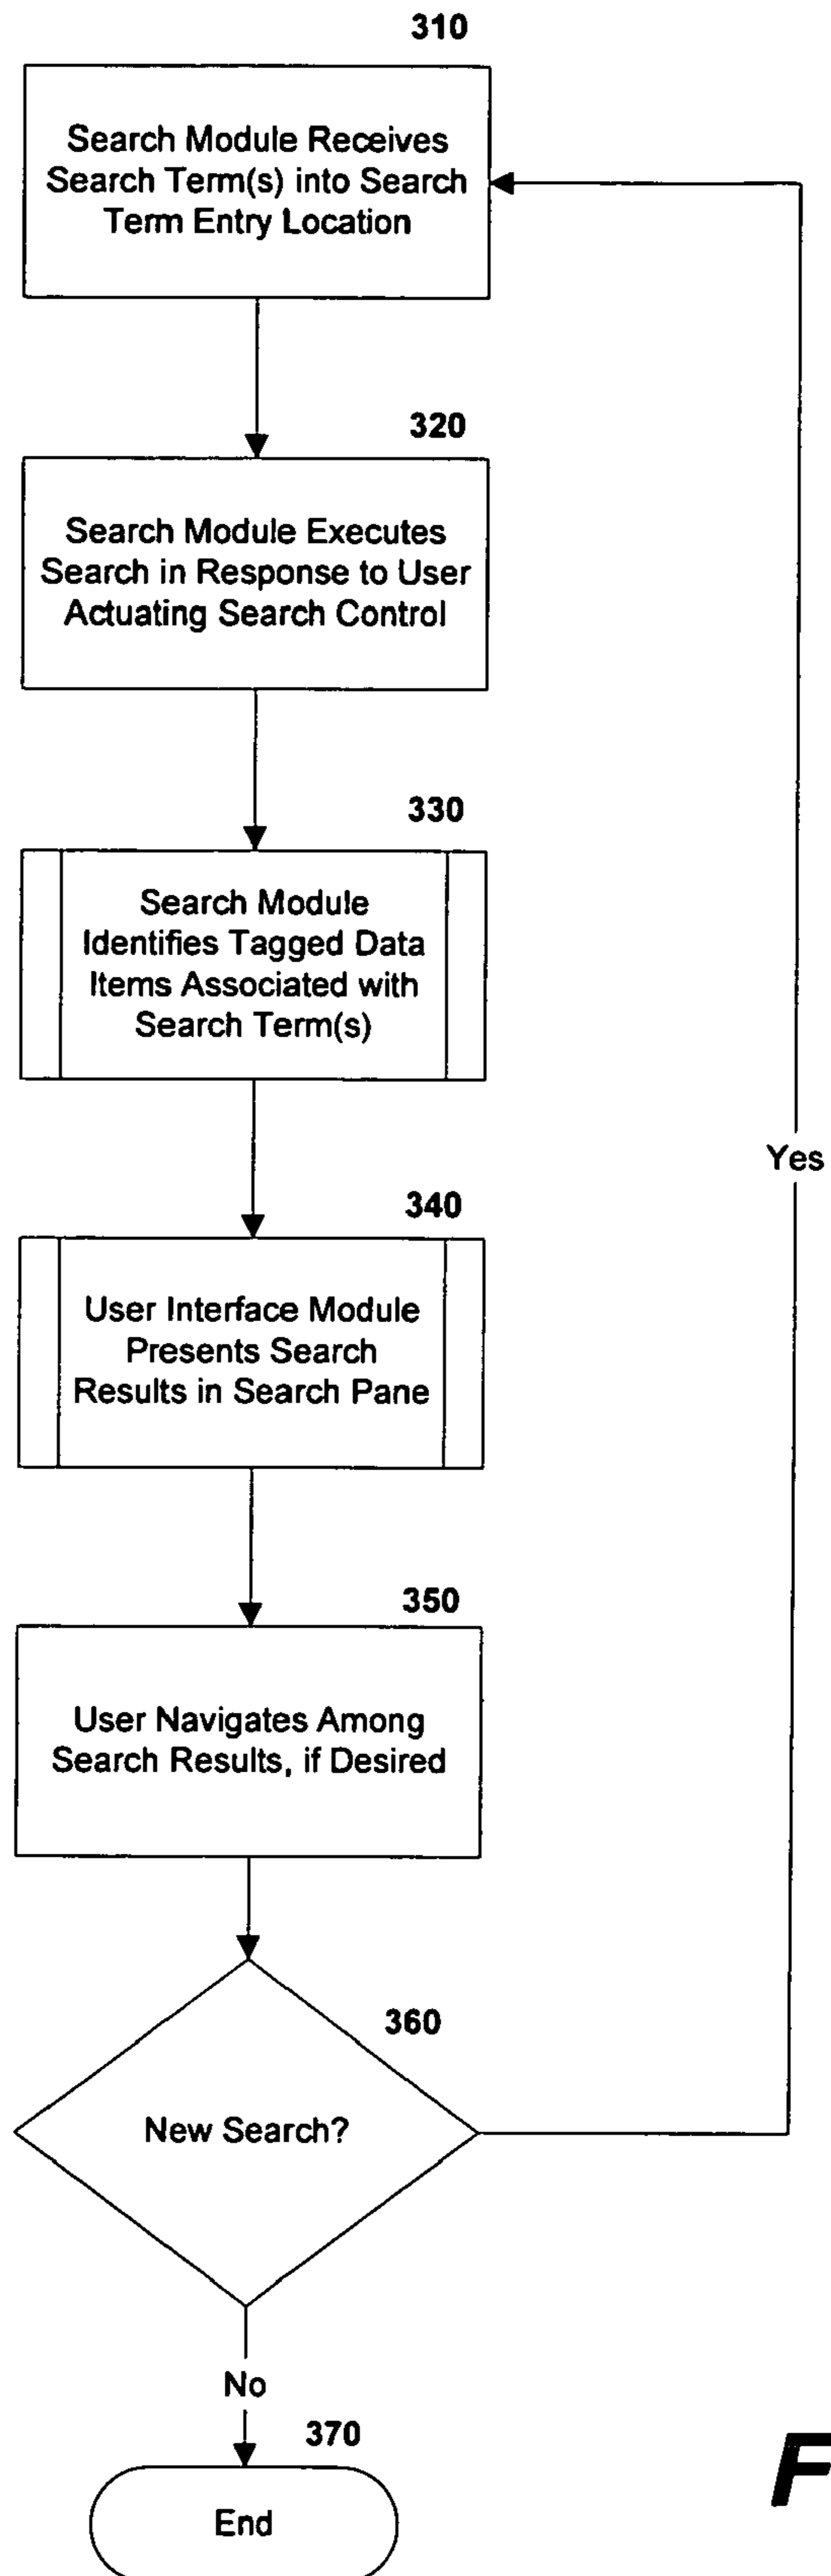 310
Search Module Receives
Search Term(s) into Search
Term Entry Location
320
Search Module Executes
Search in Response to User
Actuating Search Control
330
Search Module
Identifies Tagged Data
Items Associated with
Search Term(s)
Yes
340
User Interface Module
Presents Search
Results in Search Pane
350
User Navigates Among
Search Results, if Desired
360
New Search?
No
370
End
F